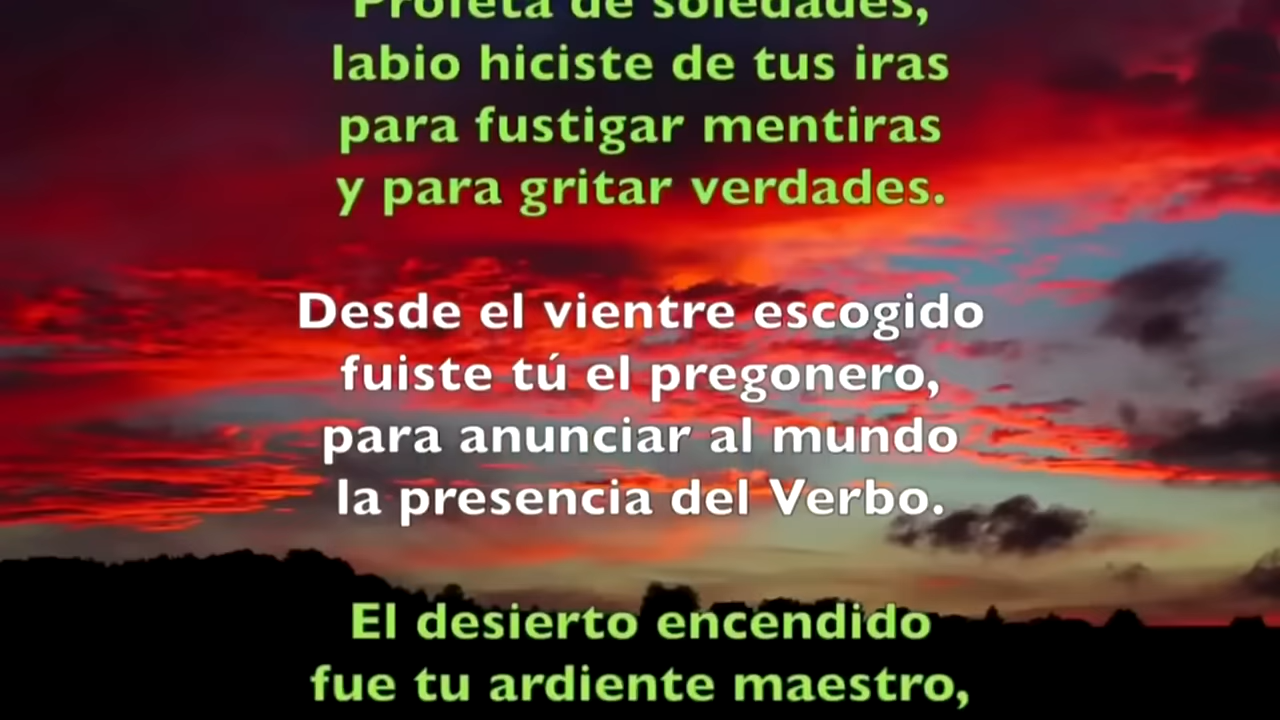 Profeta de soledades,
labio hiciste de tus iras
para fustigar mentiras
y para gritar verdades.
Desde el vientre escogido
fuiste tú el pregonero,
para anunciar al mundo
la presencia del Verbo.
El desierto encendido
fue tu ardiente maestro,